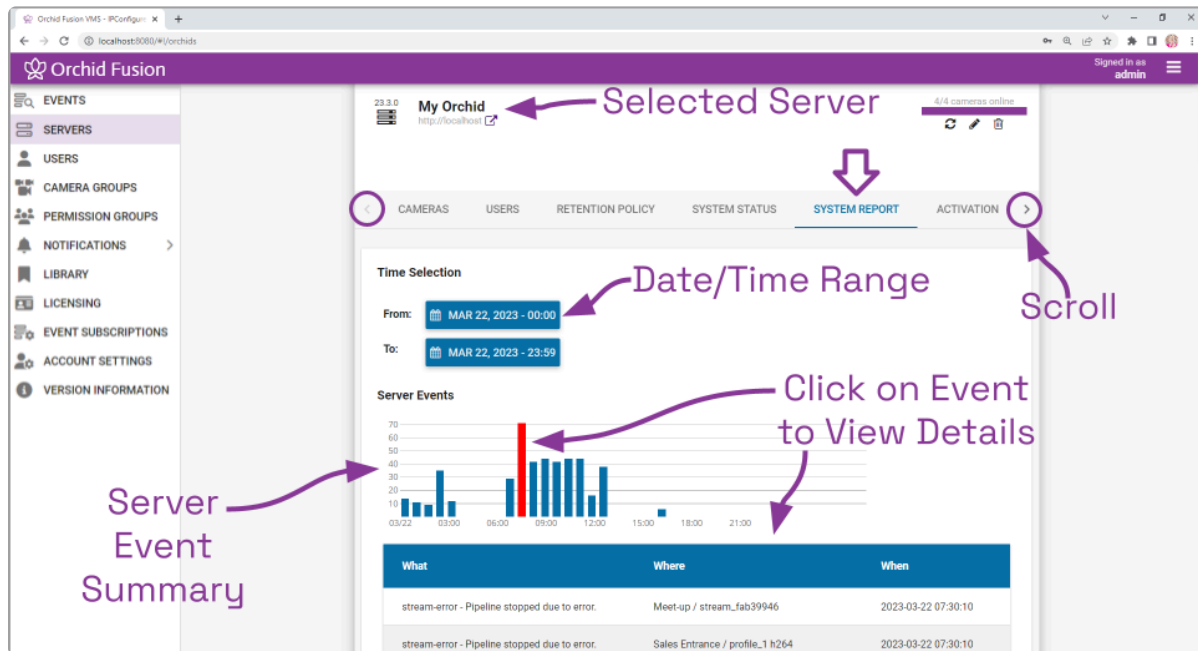 Orchid Fusion VMS - IPConfigure
localhost:8080/#!/orchids
Orchid Fusion
Signed in as
admin
EVENTS
SERVERS
USERS
CAMERA GROUPS
PERMISSION GROUPS
NOTIFICATIONS
LIBRARY
LICENSING
EVENT SUBSCRIPTIONS
ACCOUNT SETTINGS
VERSION INFORMATION
23.3.0
My Orchid
http://localhost
Selected Server
4/4 cameras online
CAMERAS USERS RETENTION POLICY SYSTEM STATUS SYSTEM REPORT ACTIVATION
Scroll
Time Selection
Date/Time Range
From: MAR 22, 2023 - 00:00
To: MAR 22, 2023 - 23:59
Server Events
Click on Event
to View Details
70
60
50
40
30
20
10
03/22 03:00 06:00 09:00 12:00 15:00 18:00 21:00
Server
Event
Summary
What Where When
stream-error - Pipeline stopped due to error. Meet-up / stream_fab39946 2023-03-22 07:30:10
stream-error - Pipeline stopped due to error. Sales Entrance / profile_1 h264 2023-03-22 07:30:10